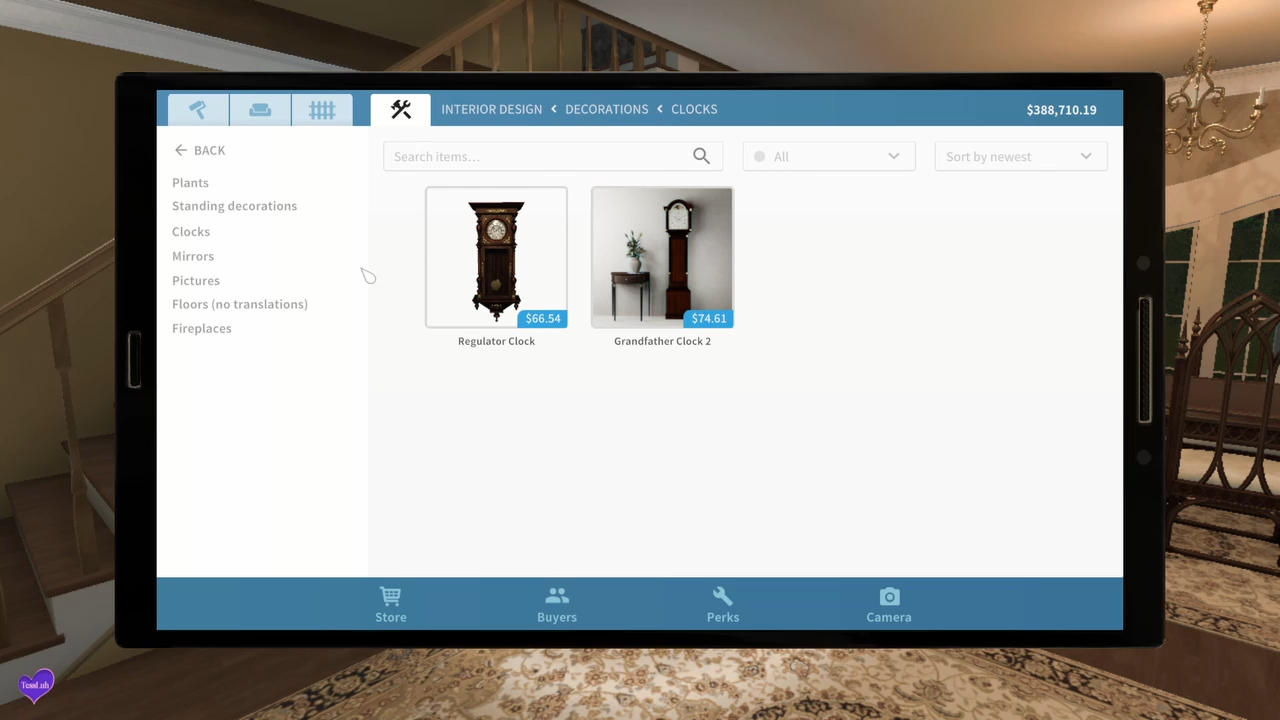 INTERIOR DESIGN < DECORATIONS < CLOCKS
$388,710.19
BACK
Search items...
All
Sort by newest
Plants
Standing decorations
Clocks
Mirrors
Pictures
Floors (no translations)
Fireplaces
$66.54
$74.61
Regulator Clock
Grandfather Clock 2
Store
Buyers
Perks
Camera